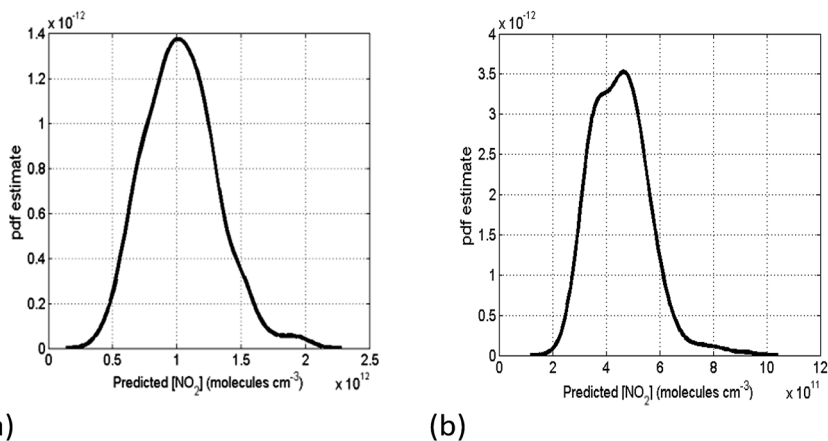 x 10^-12
1.4
1.2
1
0.8
0.6
0.4
0.2
0
pdf estimate
0 0.5 1 1.5 2 2.5
Predicted [NO2] (molecules cm^-3) x 10^12
x 10^-12
4
3.5
3
2.5
2
1.5
1
0.5
0
pdf estimate
0 2 4 6 8 10 12
Predicted [NO2] (molecules cm^-3) x 10^11
(b)